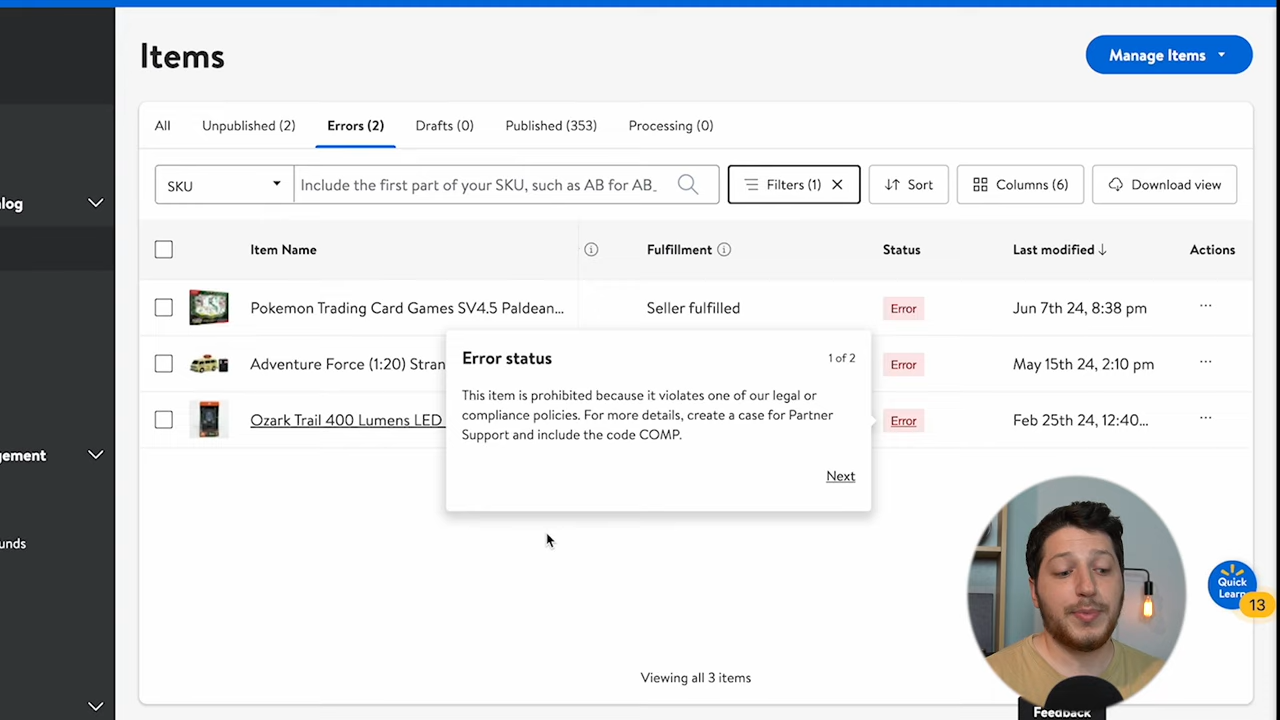 Items
Manage Items
All
Unpublished (2)
Errors (2)
Drafts (0)
Published (353)
Processing (0)
SKU
Include the first part of your SKU, such as AB for AB_
Filters (1)
Sort
Columns (6)
Download view
alog
Item Name
Fulfillment
Status
Last modified
Actions
Pokemon Trading Card Games SV4.5 Paldean...
Seller fulfilled
Error
Jun 7th 24, 8:38 pm
Adventure Force (1:20) Stran
Error
May 15th 24, 2:10 pm
Ozark Trail 400 Lumens LED
Error
Feb 25th 24, 12:40...
Error status
1 of 2
This item is prohibited because it violates one of our legal or
compliance policies. For more details, create a case for Partner
Support and include the code COMP.
Next
gement
unds
Quick
Learn
13
Viewing all 3 items
Feedback